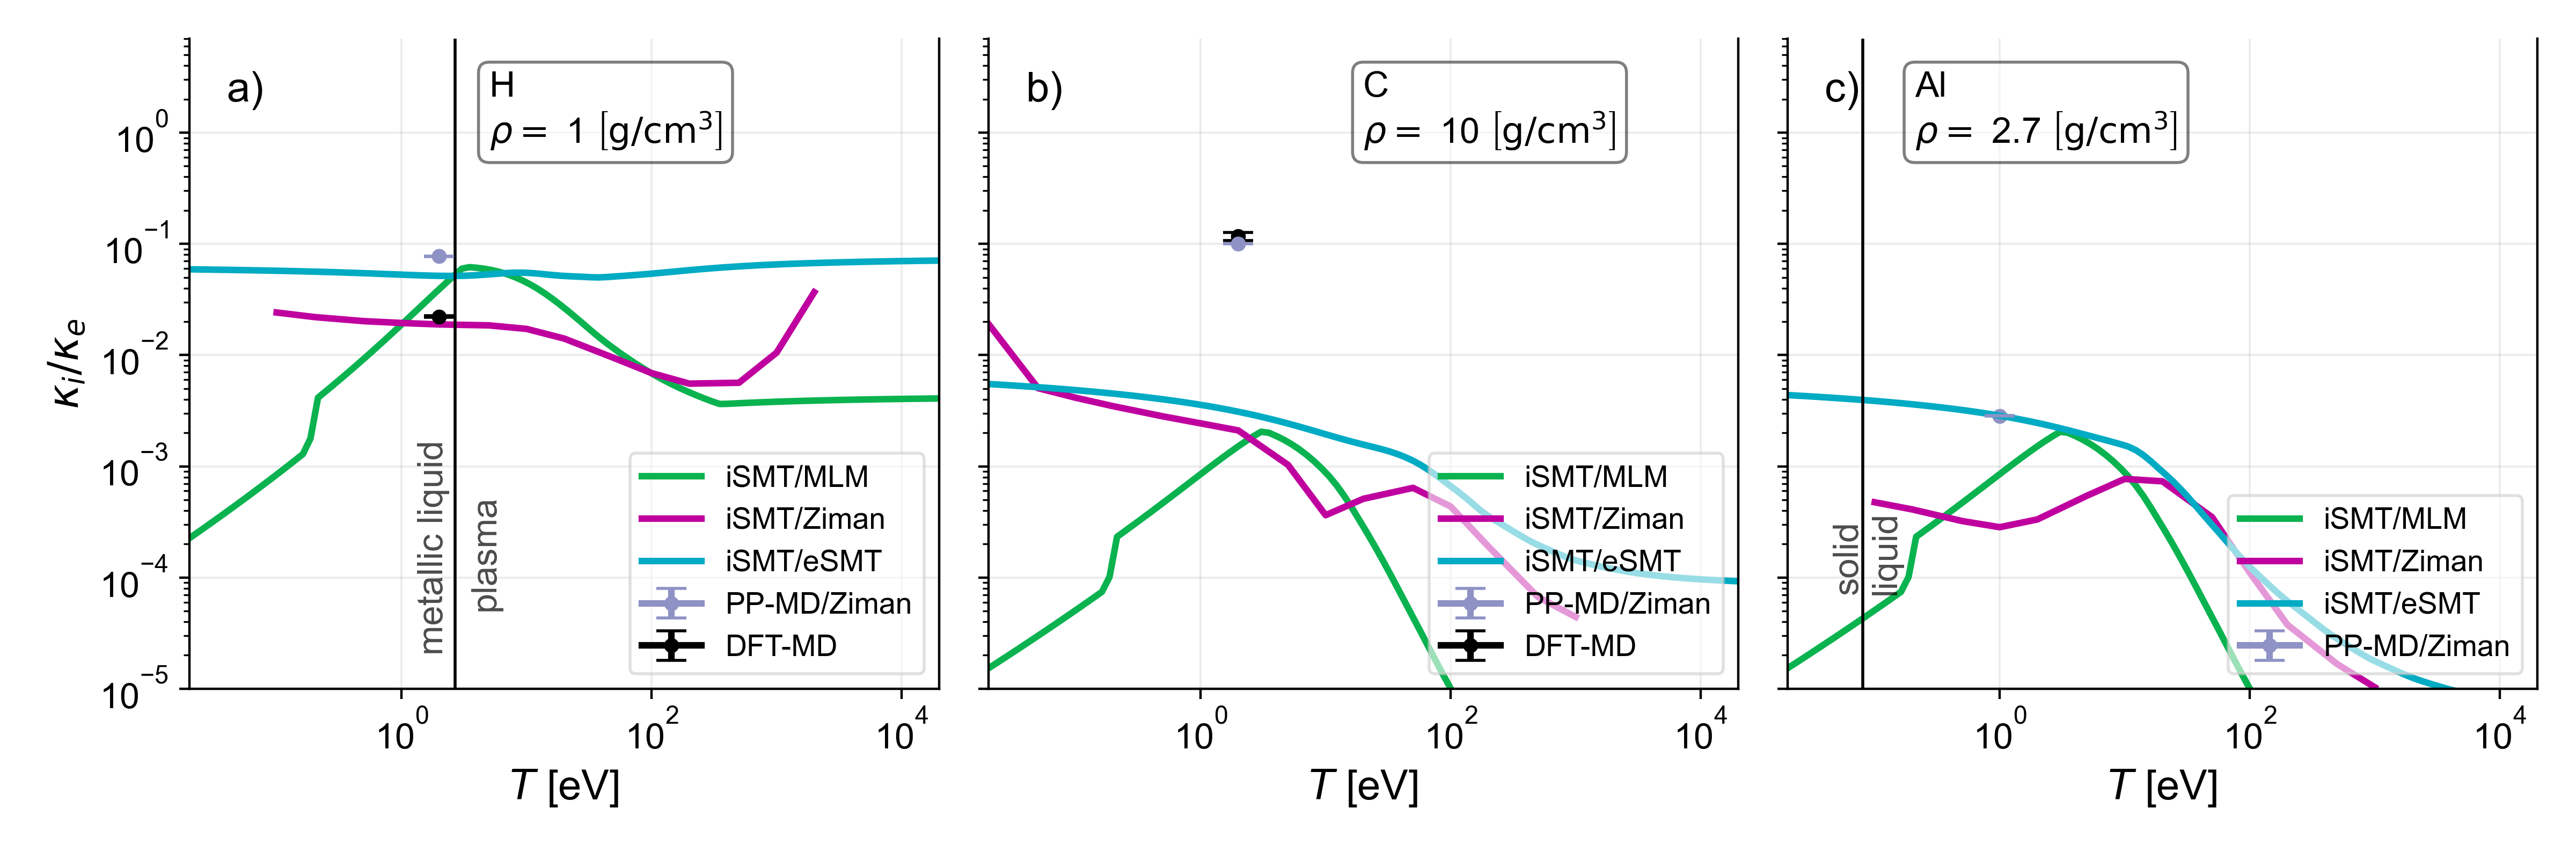 a)
H
ρ = 1 [g/cm³]
κᵢ/κₑ
10⁰
10⁻¹
10⁻²
10⁻³
10⁻⁴
10⁻⁵
metallic liquid
plasma
iSMT/MLM
iSMT/Ziman
iSMT/eSMT
PP-MD/Ziman
DFT-MD
10⁰
10²
10⁴
T [eV]
b)
C
ρ = 10 [g/cm³]
iSMT/MLM
iSMT/Ziman
iSMT/eSMT
PP-MD/Ziman
DFT-MD
10⁰
10²
10⁴
T [eV]
c)
Al
ρ = 2.7 [g/cm³]
solid
liquid
iSMT/MLM
iSMT/Ziman
iSMT/eSMT
PP-MD/Ziman
10⁰
10²
10⁴
T [eV]